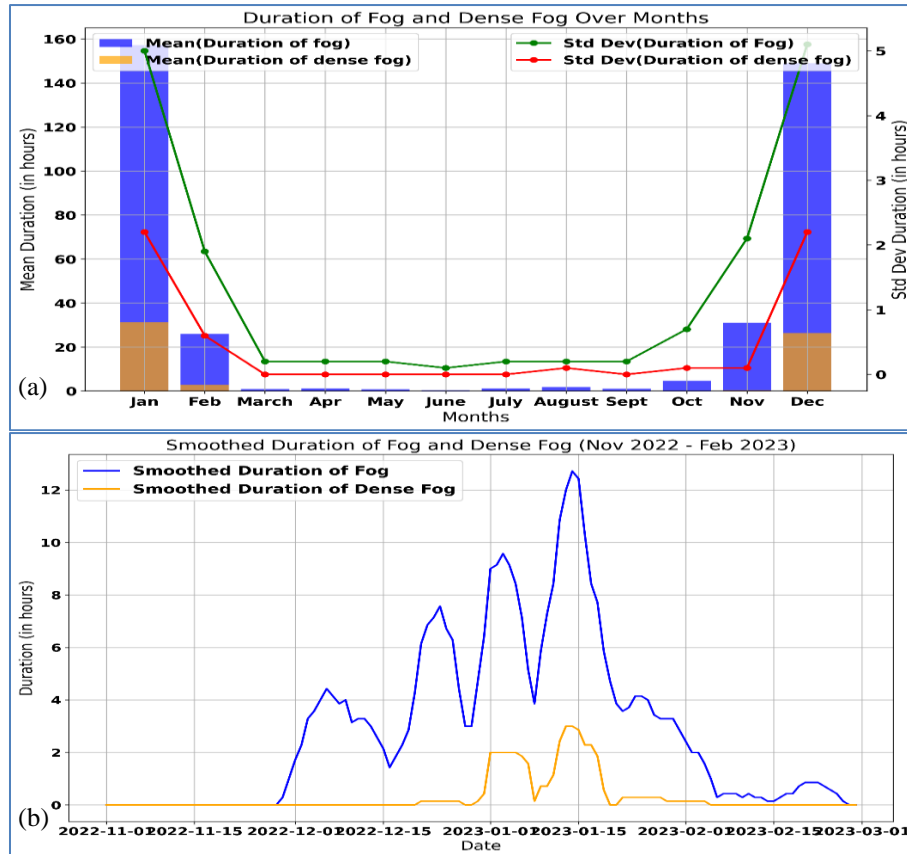 Duration of Fog and Dense Fog Over Months
Mean(Duration of fog)
Mean(Duration of dense fog)
Std Dev(Duration of Fog)
Std Dev(Duration of dense fog)
Mean Duration (in hours)
160
140
120
100
80
60
40
20
0
5
4
3
2
1
0
Std Dev Duration (in hours)
(a)
Jan Feb March Apr May June July August Sept Oct Nov Dec
Months
Smoothed Duration of Fog and Dense Fog (Nov 2022 - Feb 2023)
Smoothed Duration of Fog
Smoothed Duration of Dense Fog
Duration (in hours)
12
10
8
6
4
2
0
(b)
2022-11-01 2022-11-15 2022-12-01 2022-12-15 2023-01-01 2023-01-15 2023-02-01 2023-02-15 2023-03-01
Date